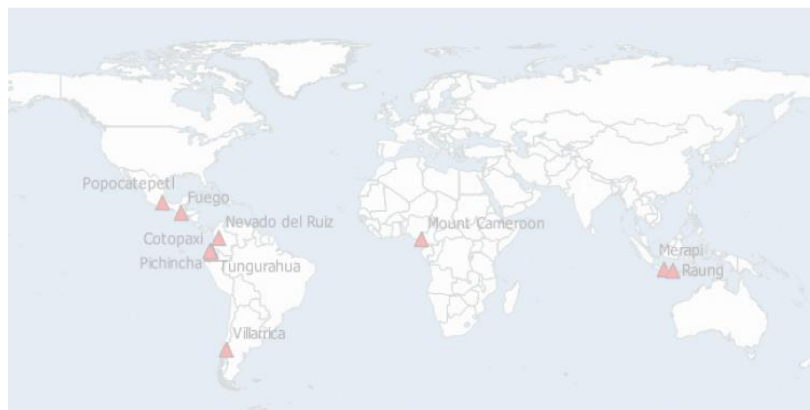 Popocatepetl
Fuego
Nevado del Ruiz
Mount Cameroon
Cotopaxi
Merapi
Pichincha
Tungurahua
Raung
Villarrica